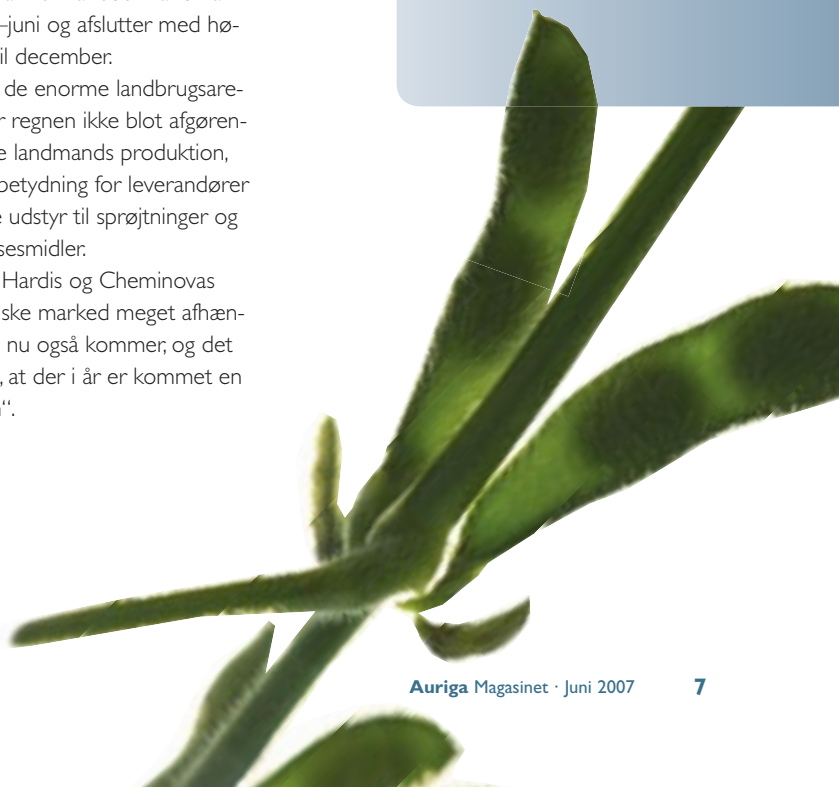 –juni og afslutter med hø-
il december.
de enorme landbrugsare-
r regnen ikke blot afgøren-
e landmands produktion,
betydning for leverandører
e udstyr til sprøjtninger og
sesmidler.
Hardis og Cheminovas
ske marked meget afhæn-
nu også kommer, og det
, at der i år er kommet en
“.
Auriga Magasinet · Juni 2007 7